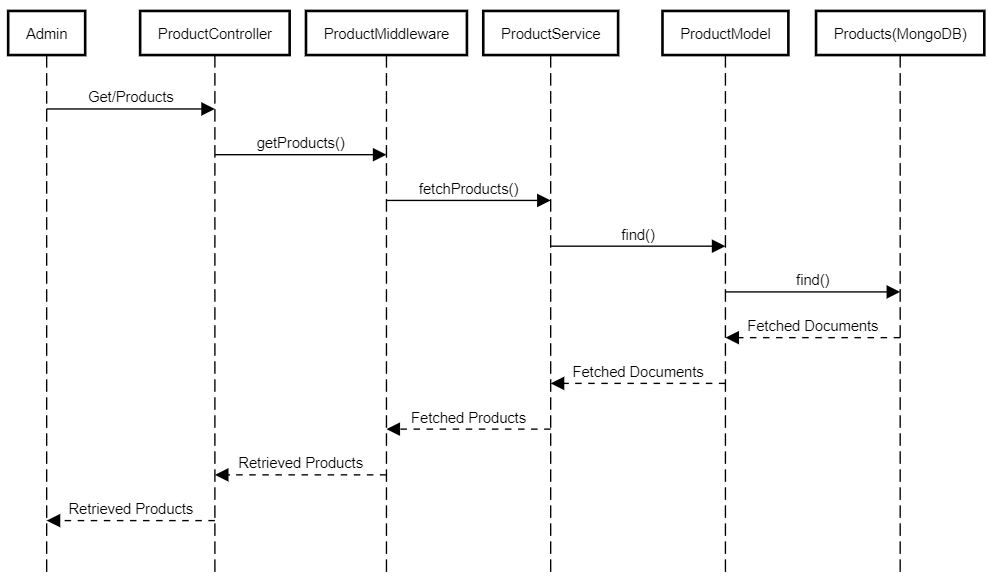 Admin
ProductController
ProductMiddleware
ProductService
ProductModel
Products(MongoDB)
Get/Products
getProducts()
fetchProducts()
find()
find()
Fetched Documents
Fetched Documents
Fetched Products
Retrieved Products
Retrieved Products